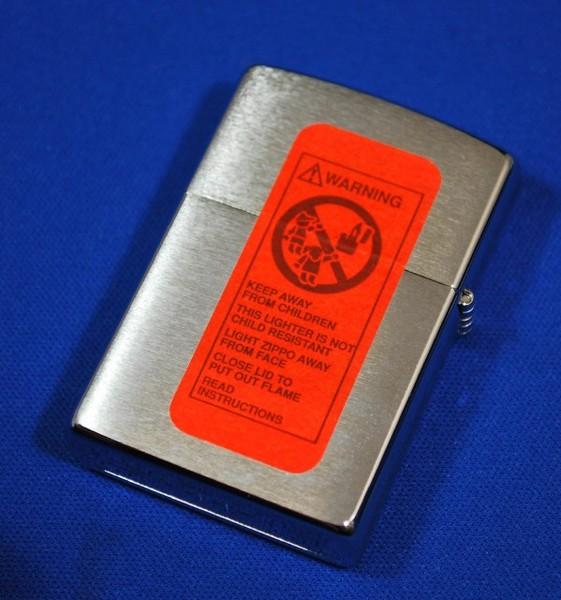 WARNING
KEEP AWAY
FROM CHILDREN
THIS LIGHTER IS NOT
CHILD RESISTANT
LIGHT ZIPPO AWAY
FROM FACE
CLOSE LID TO
PUT OUT FLAME
READ
INSTRUCTIONS